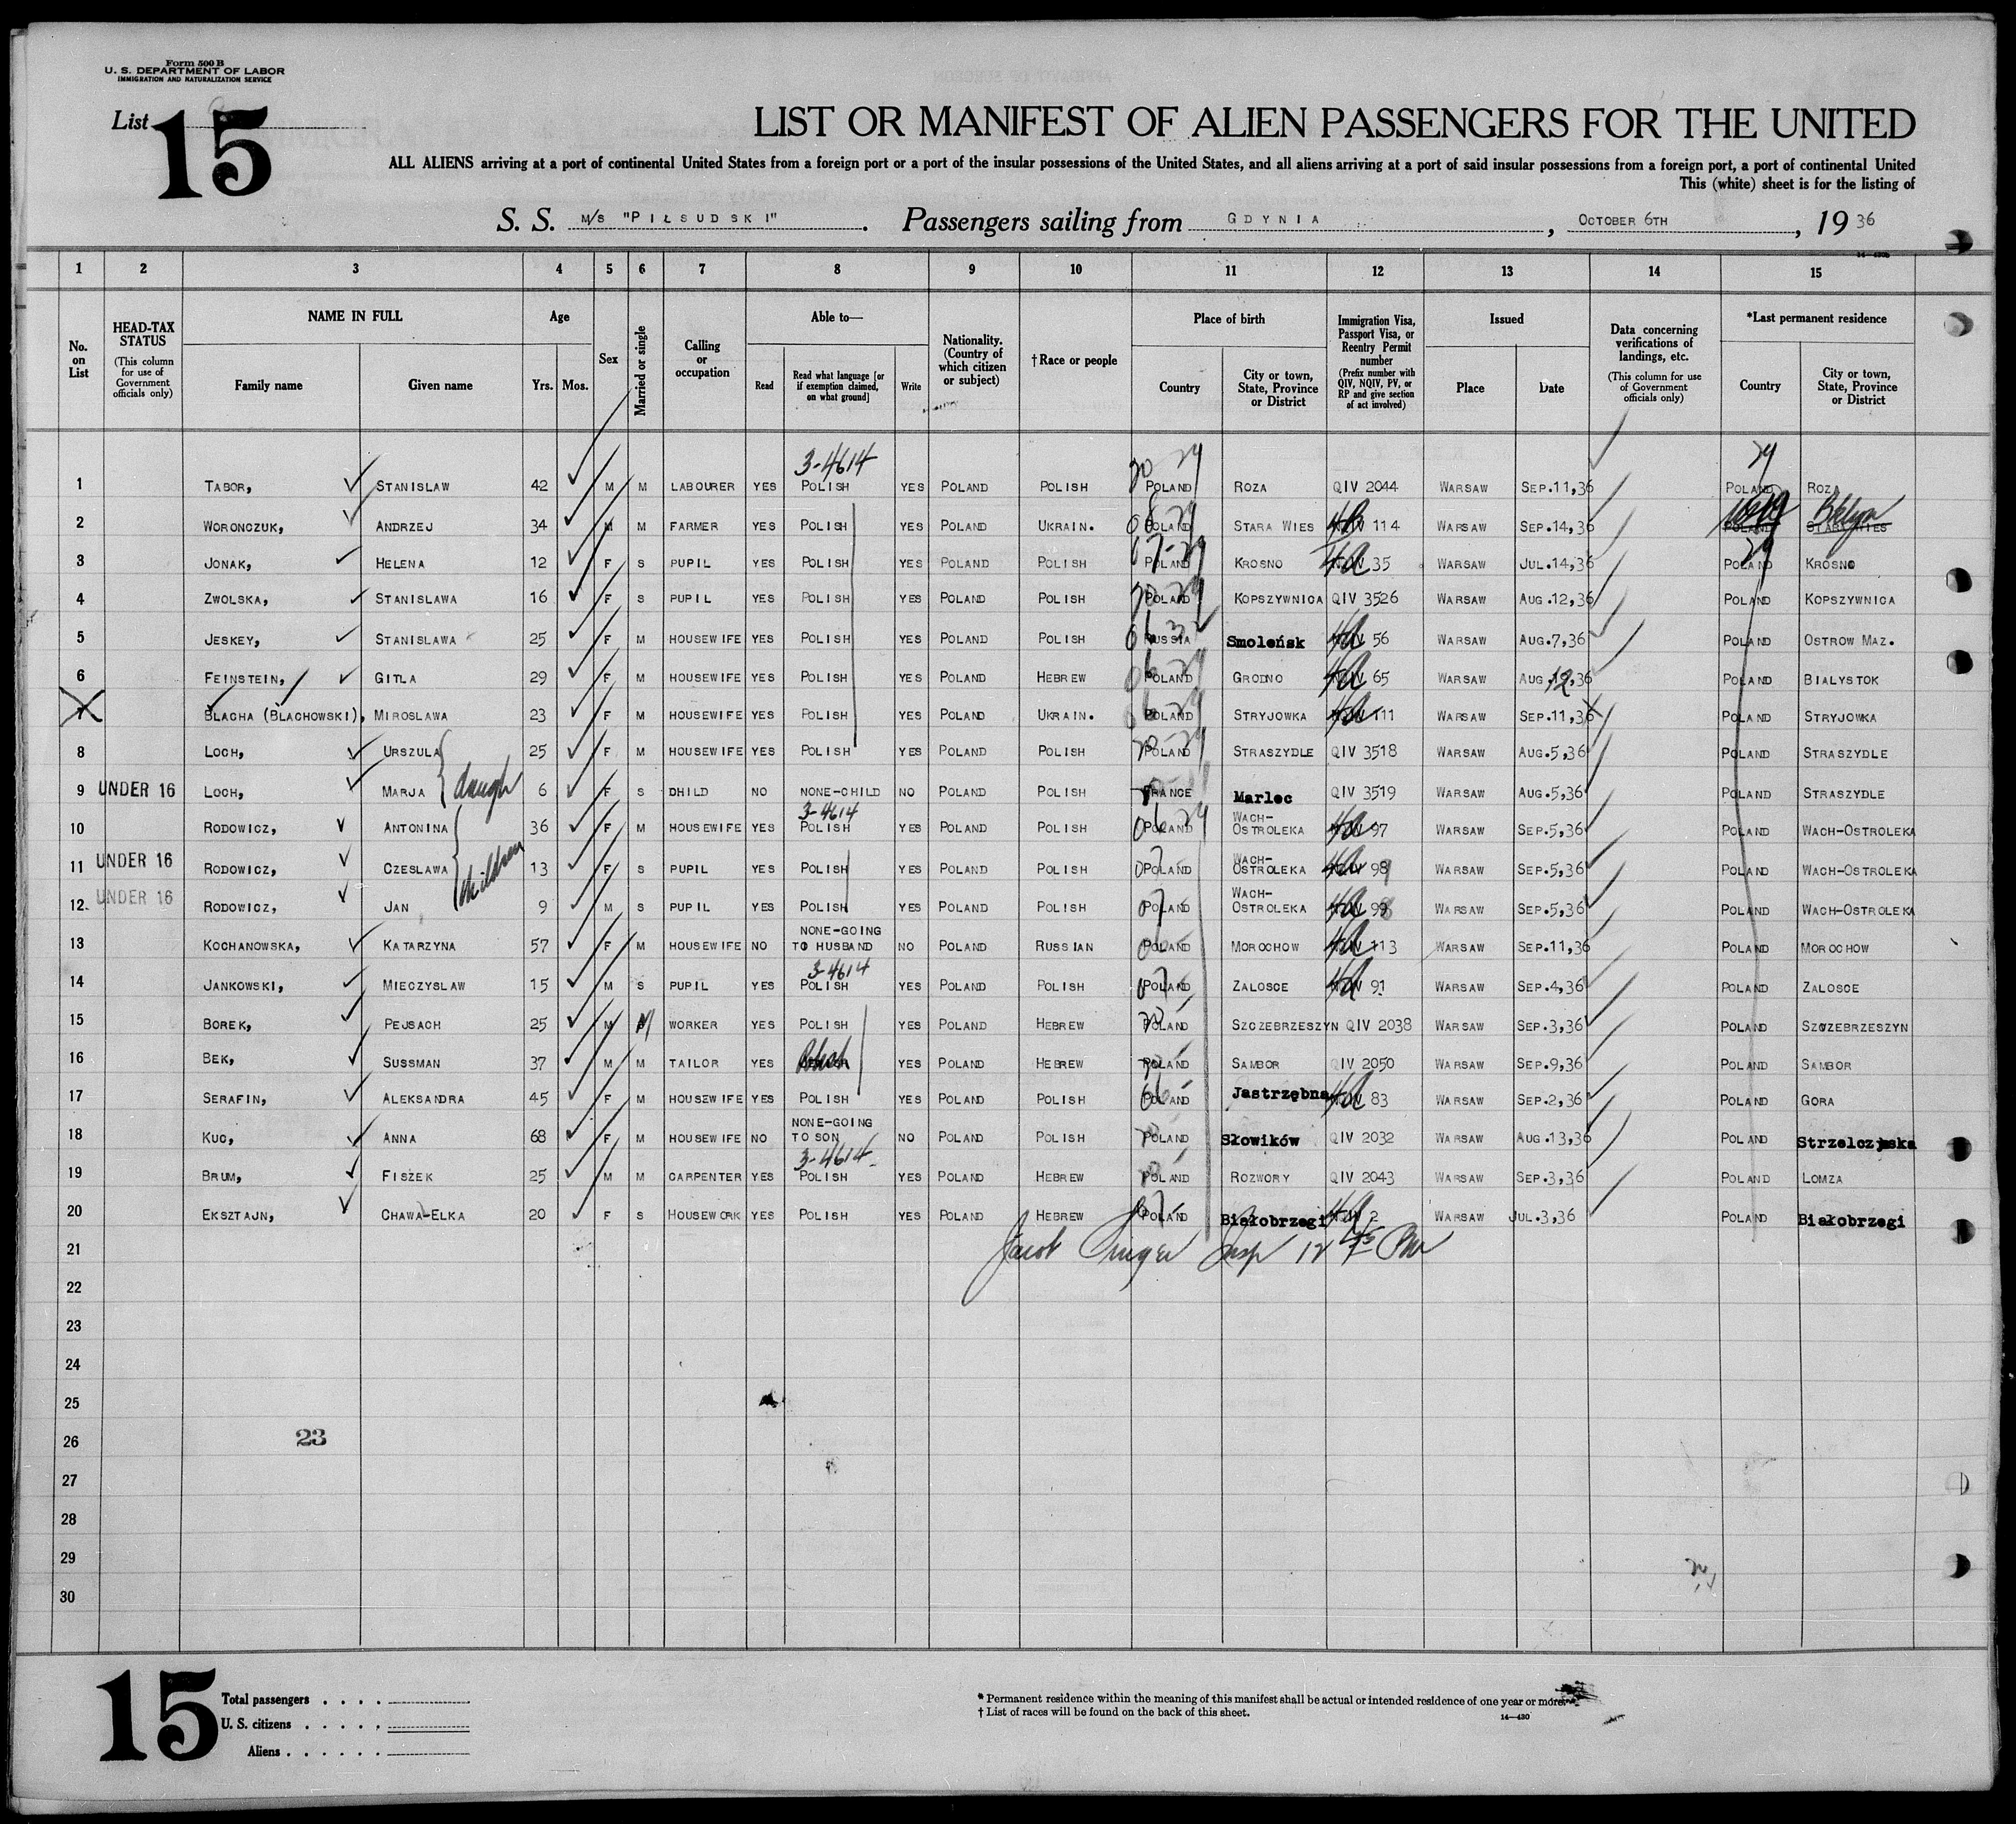 Form 500 B
U. S. DEPARTMENT OF LABOR
IMMIGRATION AND NATURALIZATION SERVICE
List 15
LIST OR MANIFEST OF ALIEN PASSENGERS FOR THE UNITED
ALL ALIENS arriving at a port of continental United States from a foreign port or a port of the insular possessions of the United States, and all aliens arriving at a port of said insular possessions from a foreign port, a port of continental United
This (white) sheet is for the listing of
S. S. M/S "PIŁSUDSKI". Passengers sailing from GDYNIA, OCTOBER 6TH, 1936
1 2 3 4 5 6 7 8 9 10 11 12 13 14 15
No. on List
HEAD-TAX STATUS (This column for use of Government officials only)
NAME IN FULL
Family name Given name
Age
Yrs. Mos.
Sex
Married or single
Calling or occupation
Able to—
Read
Read what language [or if exemption claimed, on what ground]
Write
Nationality. (Country of which citizen or subject)
† Race or people
Place of birth
Country
City or town, State, Province or District
Immigration Visa, Passport Visa, or Reentry Permit number (Prefix number with QIV, NQIV, PV, or RP and give section of act involved)
Issued
Place Date
Data concerning verifications of landings, etc. (This column for use of Government officials only)
*Last permanent residence
Country
City or town, State, Province or District
3-4614
1 TABOR, STANISLAW 42 M M LABOURER YES POLISH YES POLAND POLISH POLAND ROZA QIV 2044 WARSAW SEP.11,36 POLAND ROZA
2 WORONCZUK, ANDRZEJ 34 M M FARMER YES POLISH YES POLAND UKRAIN. POLAND STARA WIES 114 WARSAW SEP.14,36 POLAND STARA WIES
3 JONAK, HELENA 12 F S PUPIL YES POLISH YES POLAND POLISH POLAND KROSNO 35 WARSAW JUL.14,36 POLAND KROSNO
4 ZWOLSKA, STANISLAWA 16 F S PUPIL YES POLISH YES POLAND POLISH POLAND KOPSZYWNICA QIV 3526 WARSAW AUG.12,36 POLAND KOPSZYWNICA
5 JESKEY, STANISLAWA 25 F M HOUSEWIFE YES POLISH YES POLAND POLISH RUSSIA Smoleńsk 56 WARSAW AUG.7,36 POLAND OSTROW MAZ.
6 FEINSTEIN, GITLA 29 F M HOUSEWIFE YES POLISH YES POLAND HEBREW POLAND GRODNO 65 WARSAW AUG.12,36 POLAND BIALYSTOK
7 BLACHA (BLACHOWSKI), MIROSLAWA 23 F M HOUSEWIFE YES POLISH YES POLAND UKRAIN. POLAND STRYJOWKA 111 WARSAW SEP.11,36 POLAND STRYJOWKA
8 LOCH, URSZULA 25 F M HOUSEWIFE YES POLISH YES POLAND POLISH POLAND STRASZYDLE QIV 3518 WARSAW AUG.5,36 POLAND STRASZYDLE
9 UNDER 16 LOCH, MARJA daugh 6 F S DHILD NO NONE-CHILD NO POLAND POLISH FRANCE Marlec QIV 3519 WARSAW AUG.5,36 POLAND STRASZYDLE
3-4614
10 RODOWICZ, ANTONINA 36 F M HOUSEWIFE YES POLISH YES POLAND POLISH POLAND WACH-OSTROLEKA 97 WARSAW SEP.5,36 POLAND WACH-OSTROLEKA
11 UNDER 16 RODOWICZ, CZESLAWA children 13 F S PUPIL YES POLISH YES POLAND POLISH POLAND WACH-OSTROLEKA 98 WARSAW SEP.5,36 POLAND WACH-OSTROLEKA
12 UNDER 16 RODOWICZ, JAN 9 M S PUPIL YES POLISH YES POLAND POLISH POLAND WACH-OSTROLEKA 99 WARSAW SEP.5,36 POLAND WACH-OSTROLEKA
13 KOCHANOWSKA, KATARZYNA 57 F M HOUSEWIFE NO NONE-GOING TO HUSBAND NO POLAND RUSSIAN POLAND MOROCHOW 113 WARSAW SEP.11,36 POLAND MOROCHOW
3-4614
14 JANKOWSKI, MIECZYSLAW 15 M S PUPIL YES POLISH YES POLAND POLISH POLAND ZALOSCE 91 WARSAW SEP.4,36 POLAND ZALOSCE
15 BOREK, PEJSACH 25 M M WORKER YES POLISH YES POLAND HEBREW POLAND SZCZEBRZESZYN QIV 2038 WARSAW SEP.3,36 POLAND SZCZEBRZESZYN
16 BEK, SUSSMAN 37 M M TAILOR YES Polish YES POLAND HEBREW POLAND SAMBOR QIV 2050 WARSAW SEP.9,36 POLAND SAMBOR
17 SERAFIN, ALEKSANDRA 45 F M HOUSEWIFE YES POLISH YES POLAND POLISH POLAND Jastrzębna 83 WARSAW SEP.2,36 POLAND GORA
18 KUC, ANNA 68 F M HOUSEWIFE NO NONE-GOING TO SON NO POLAND POLISH POLAND Słowików QIV 2032 WARSAW AUG.13,36 POLAND
3-4614
19 BRUM, FISZEK 25 M M CARPENTER YES POLISH YES POLAND HEBREW POLAND ROZWORY QIV 2043 WARSAW SEP.3,36 POLAND LOMZA
20 EKSZTAJN, CHAWA-ELKA 20 F S HOUSEWORK YES POLISH YES POLAND HEBREW POLAND Białobrzegi 2 WARSAW JUL.3,36 POLAND Białobrzegi
21 Jacob Insp 12 45 PM
22
23
24
25
26 23
27
28
29
30
15
Total passengers
U. S. citizens
Aliens
* Permanent residence within the meaning of this manifest shall be actual or intended residence of one year or more.
† List of races will be found on the back of this sheet.
14—430